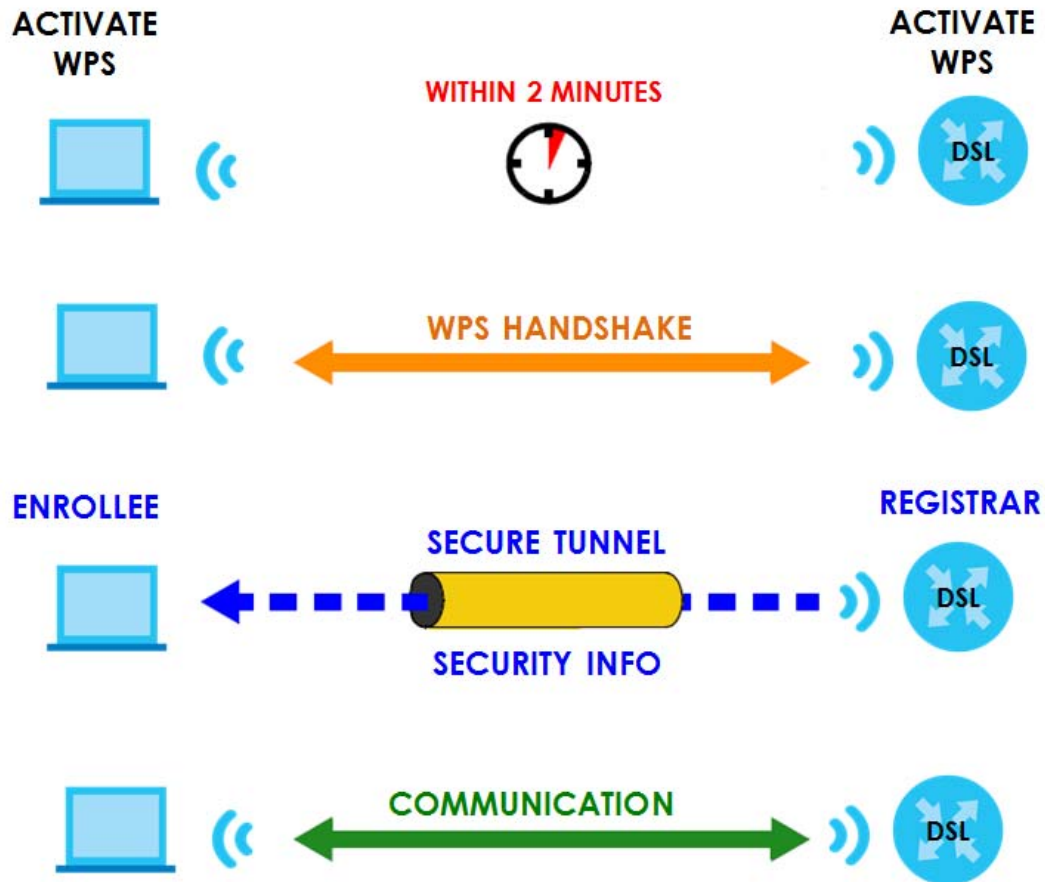 ACTIVATE
WPS
ACTIVATE
WPS
WITHIN 2 MINUTES
DSL
WPS HANDSHAKE
DSL
ENROLLEE
REGISTRAR
SECURE TUNNEL
DSL
SECURITY INFO
COMMUNICATION
DSL